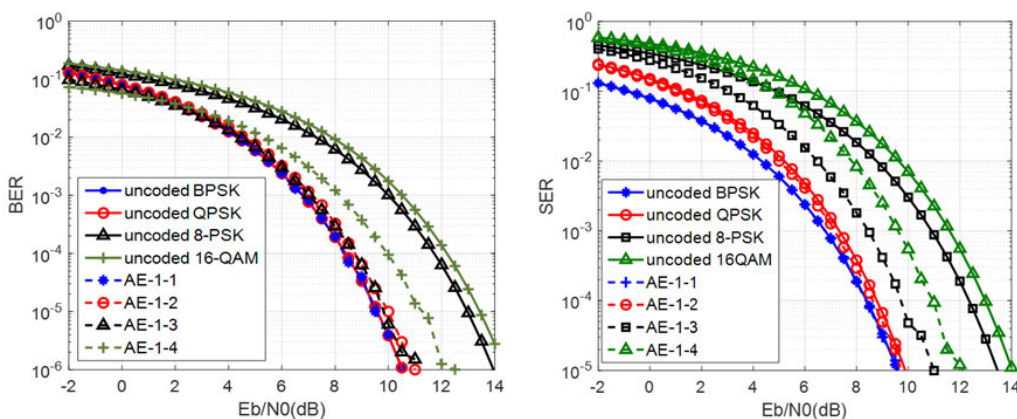 10^0
10^-1
10^-2
10^-3
10^-4
10^-5
10^-6
BER
uncoded BPSK
uncoded QPSK
uncoded 8-PSK
uncoded 16-QAM
AE-1-1
AE-1-2
AE-1-3
AE-1-4
-2 0 2 4 6 8 10 12 14
Eb/N0(dB)
10^0
10^-1
10^-2
10^-3
10^-4
10^-5
SER
uncoded BPSK
uncoded QPSK
uncoded 8-PSK
uncoded 16QAM
AE-1-1
AE-1-2
AE-1-3
AE-1-4
-2 0 2 4 6 8 10 12 14
Eb/N0(dB)